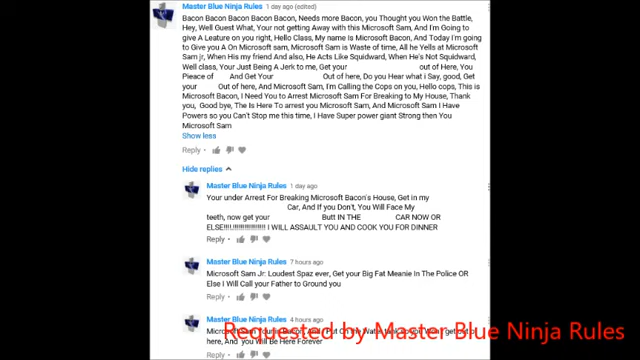 Master Blue Ninja Rules 1 day ago (edited)
Bacon Bacon Bacon Bacon Bacon, Needs more Bacon, you Thought you Won the Battle,
Hey, Well Guest What, Your not Getting away with this Microsoft Sam, And I'm Going to
give A Leature on you right, Hello Class, My name Is Microsoft Bacon, And Today I'm going
to Give you A On Microsoft sam, Microsoft Sam is Waste of time, All he Yells at Microsoft
Sam jr, When His my Friend And also, He Acts Like Squidward, When He's Not Squidward,
Well class, Your Just Being A Jerk to me, Get your out of Here, You
Pieace of And Get Your Out of here, Do you Hear what i Say, good, Get
your Out of Here, And Microsoft Sam, I'm Calling the Cops on you, Hello cops, This is
Microsoft Bacon, I Need You to Arrest Microsoft Sam For Breaking to My House, Thank
you, Good bye, The Is Here To arrest you Microsoft Sam, And Microsoft Sam I Have
Powers so you Can't Stop me this time, I Have Super power giant Strong then You
Microsoft Sam
Show less
Reply
Hide replies
Master Blue Ninja Rules 1 day ago
Your under Arrest For Breaking Microsoft Bacon's House, Get in my
Car, And if you Don't, You Will Face My
teeth, now get your Butt IN THE CAR NOW OR
ELSE!!!!,!!!!!!!!!!!!!!!!! I WILL ASSAULT YOU AND COOK YOU FOR DINNER
Reply
Master Blue Ninja Rules 7 hours ago
Microsoft Sam Jr: Loudest Spaz ever, Get your Big Fat Meanie In The Police OR
Else I Will Call your Father to Ground you
Reply
Master Blue Ninja Rules 4 hours ago
Microsoft Sam Bacon, And I Put On the out of
here, And you Will Be Here Forever
Reply
Requested by Master Blue Ninja Rules